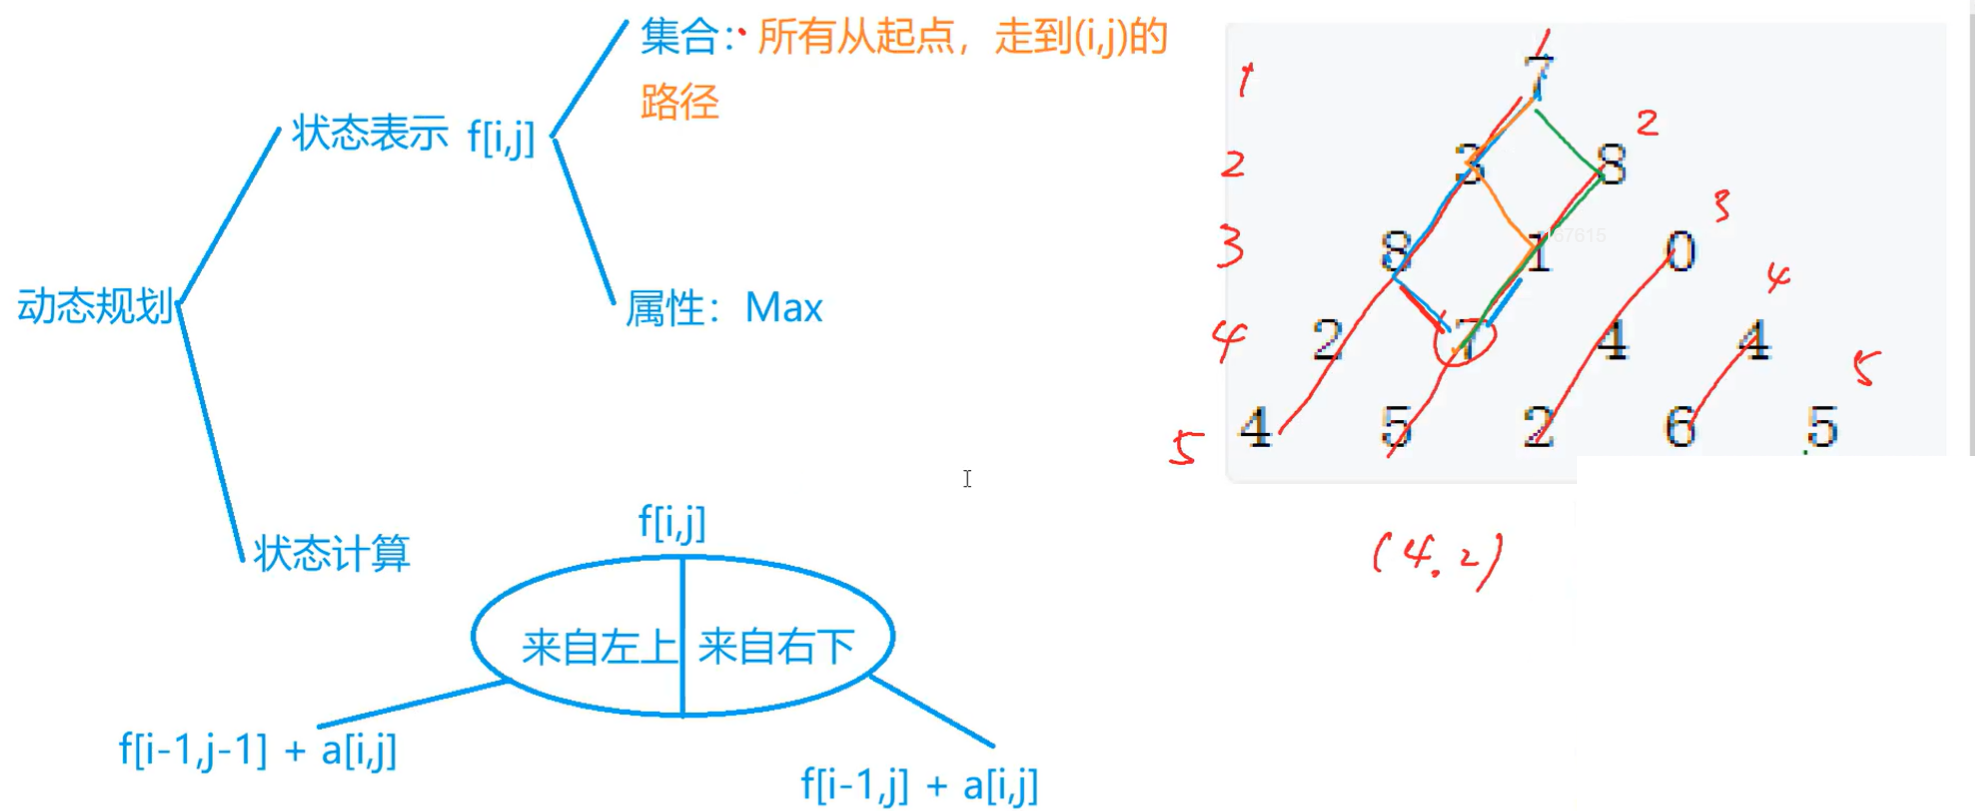 集合: 所有从起点，走到(i,j)的
路径
状态表示 f[i,j]
属性：Max
动态规划
状态计算
f[i,j]
来自左上 来自右下
f[i-1,j-1] + a[i,j]
f[i-1,j] + a[i,j]
1 7
2 3 8 2
3 8 1 0 3
4 2 7 4 4 4
5 4 5 2 6 5 5
(4.2)